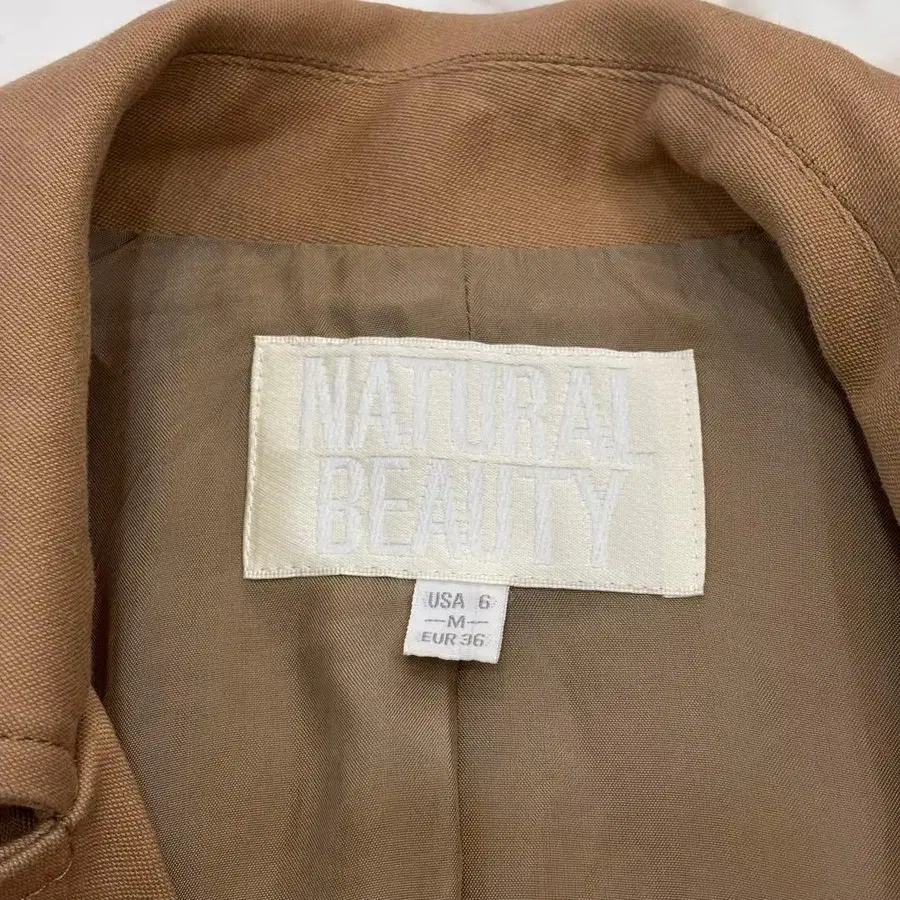 NATURAL
BEAUTY
USA 6
—M—
EUR 36